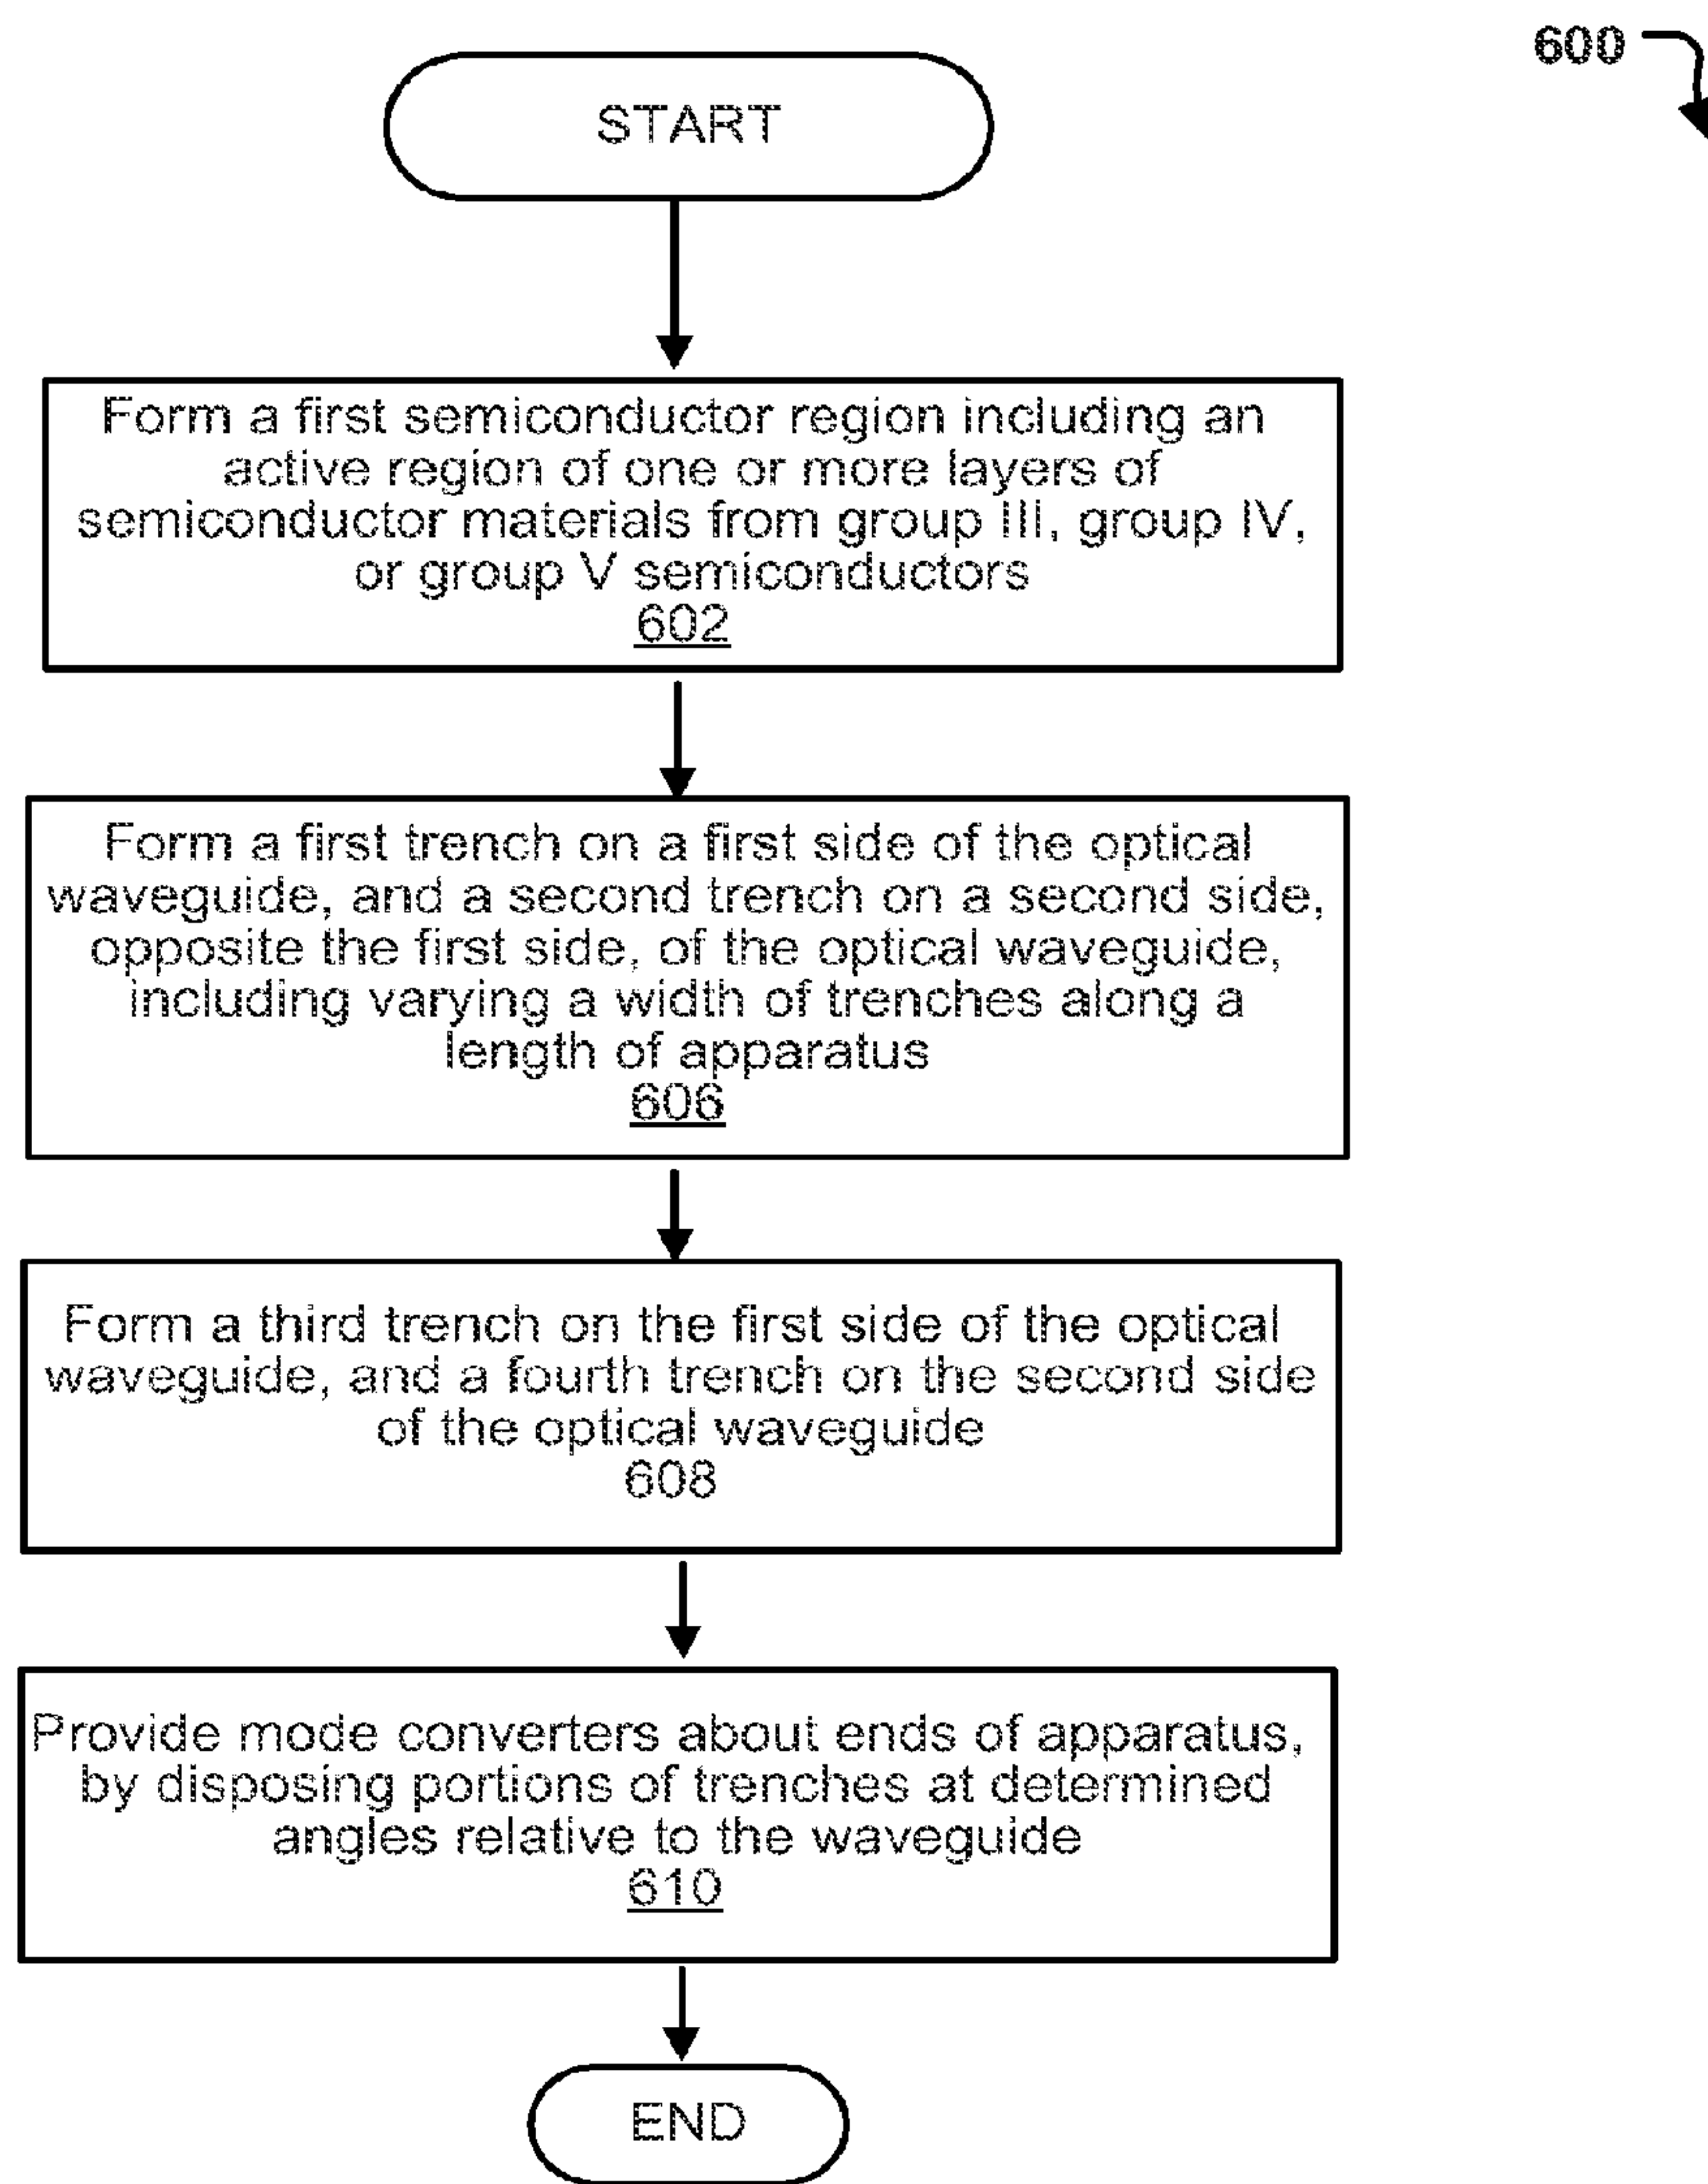 600
START
Form a first semiconductor region including an
active region of one or more layers of
semiconductor materials from group III, group IV,
or group V semiconductors
602
Form a first trench on a first side of the optical
waveguide, and a second trench on a second side,
opposite the first side, of the optical waveguide,
including varying a width of trenches along a
length of apparatus
606
Form a third trench on the first side of the optical
waveguide, and a fourth trench on the second side
of the optical waveguide
608
Provide mode converters about ends of apparatus,
by disposing portions of trenches at determined
angles relative to the waveguide
610
END